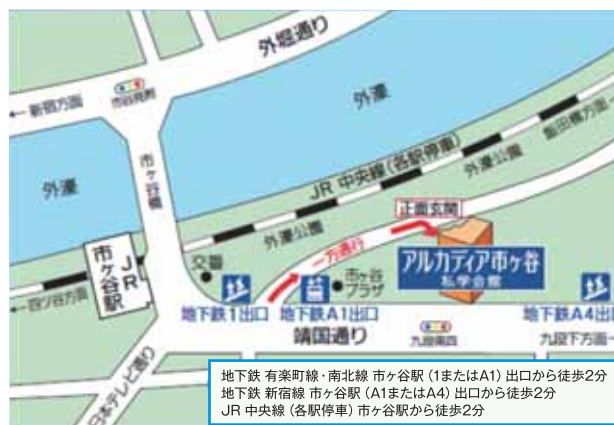 外堀通り
←新宿方面
市谷見附
外濠
飯田橋方面→
JR 中央線(各駅停車)
外濠公園
市ヶ谷橋
外濠
正面玄関
外濠公園
一方通行
アルカディア市ヶ谷
私学会館
JR
市ヶ谷駅
交番
市ヶ谷
プラザ
←四ツ谷方面
地下鉄1出口
地下鉄A1出口
地下鉄A4出口
靖国通り
九段南四
九段下方面→
日本テレビ通り
地下鉄 有楽町線・南北線 市ヶ谷駅 (1またはA1) 出口から徒歩2分
地下鉄 新宿線 市ヶ谷駅 (A1またはA4) 出口から徒歩2分
JR 中央線 (各駅停車) 市ヶ谷駅から徒歩2分